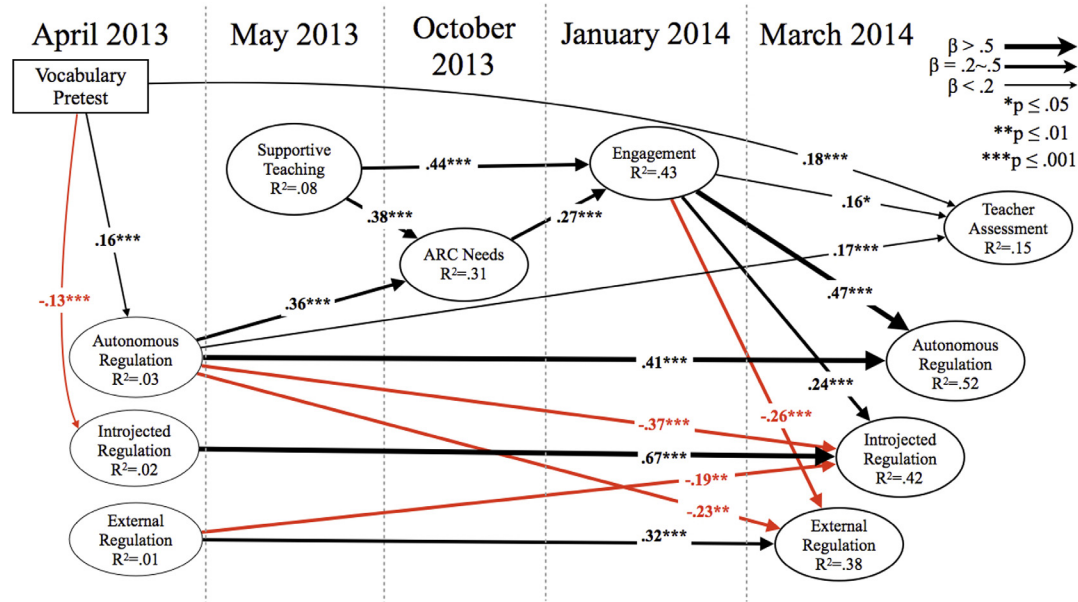 April 2013
May 2013
October
2013
January 2014
March 2014
β > .5
β = .2~.5
β < .2
*p ≤ .05
**p ≤ .01
***p ≤ .001
Vocabulary
Pretest
Supportive
Teaching
R²=.08
.44***
Engagement
R²=.43
.18***
.16*
Teacher
Assessment
R²=.15
.38***
.27***
.16***
ARC Needs
R²=.31
.17***
-.13***
.36***
.47***
Autonomous
Regulation
R²=.03
.41***
Autonomous
Regulation
R²=.52
.24***
-.26***
-.37***
Introjected
Regulation
R²=.02
.67***
Introjected
Regulation
R²=.42
-.19**
-.23**
External
Regulation
R²=.01
.32***
External
Regulation
R²=.38